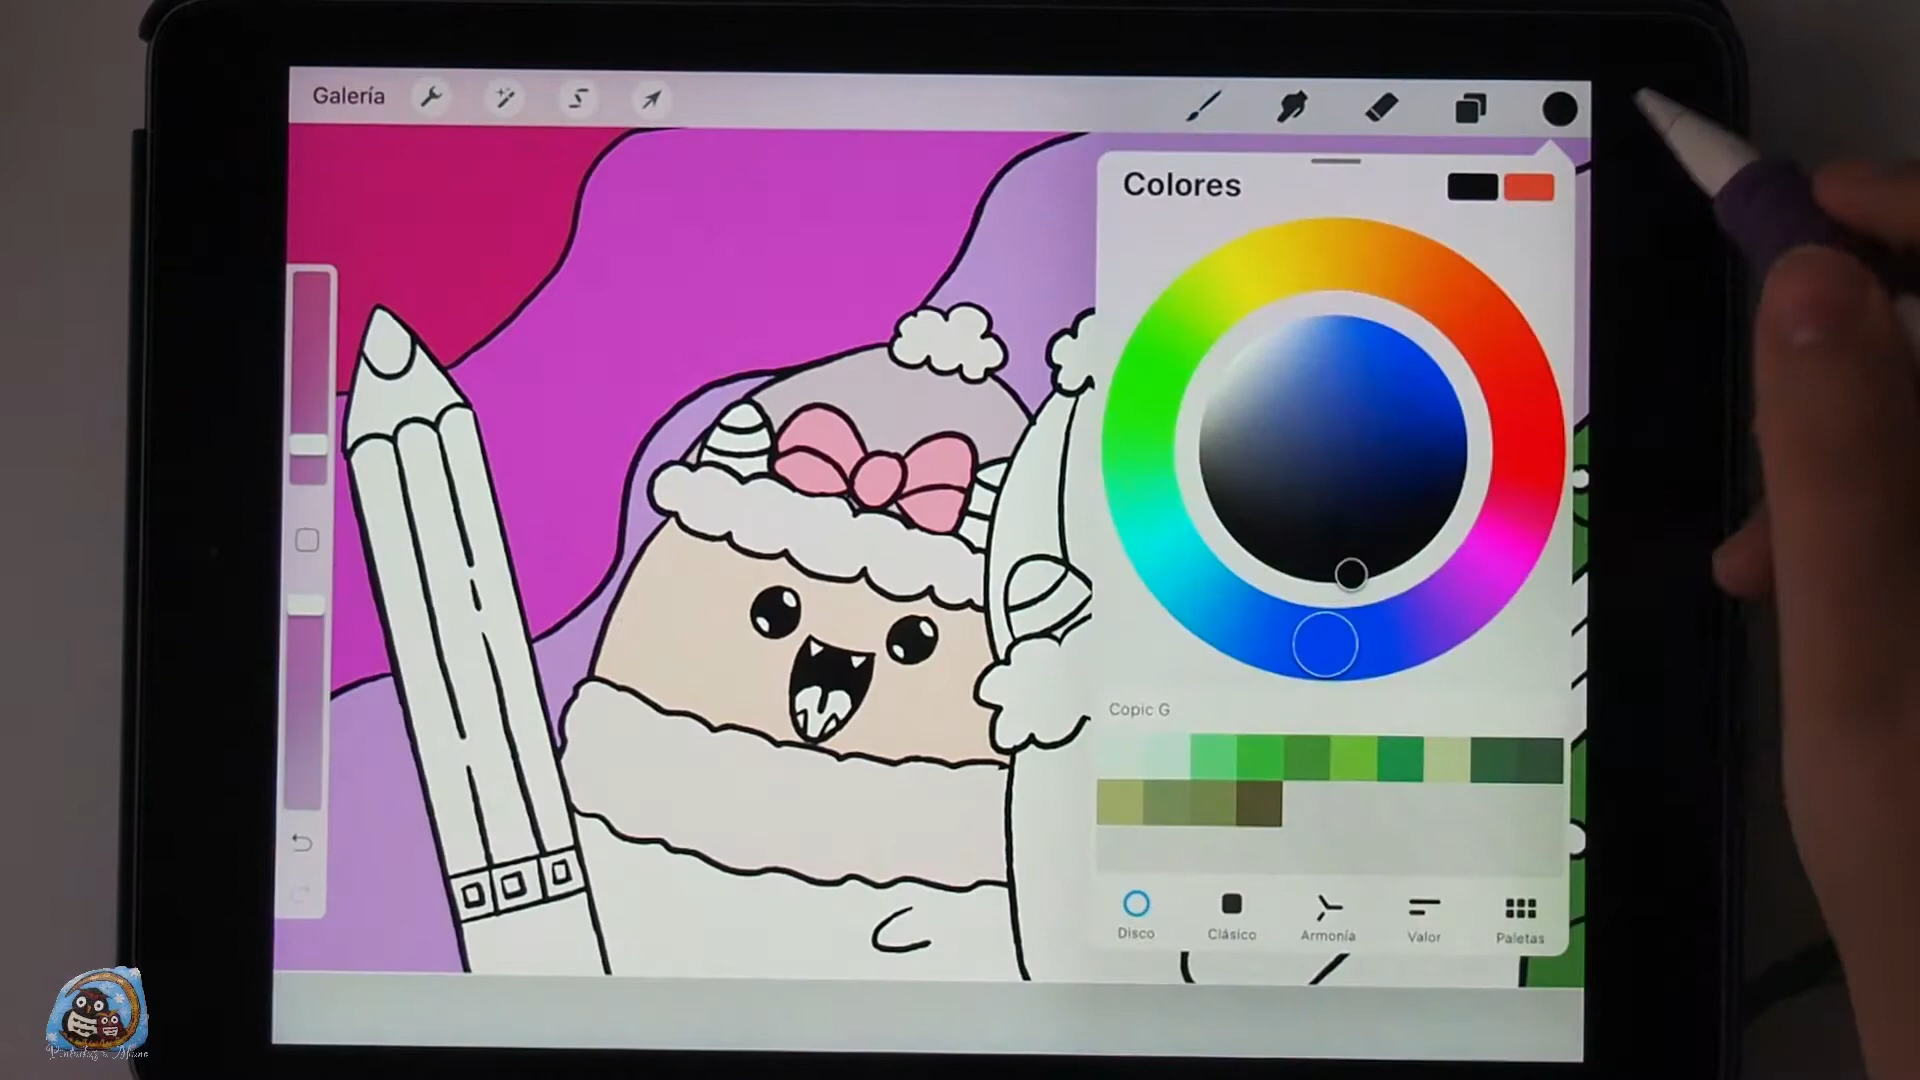 Galería
Colores
Copic G
Disco
Clásico
Armonía
Valor
Paletas